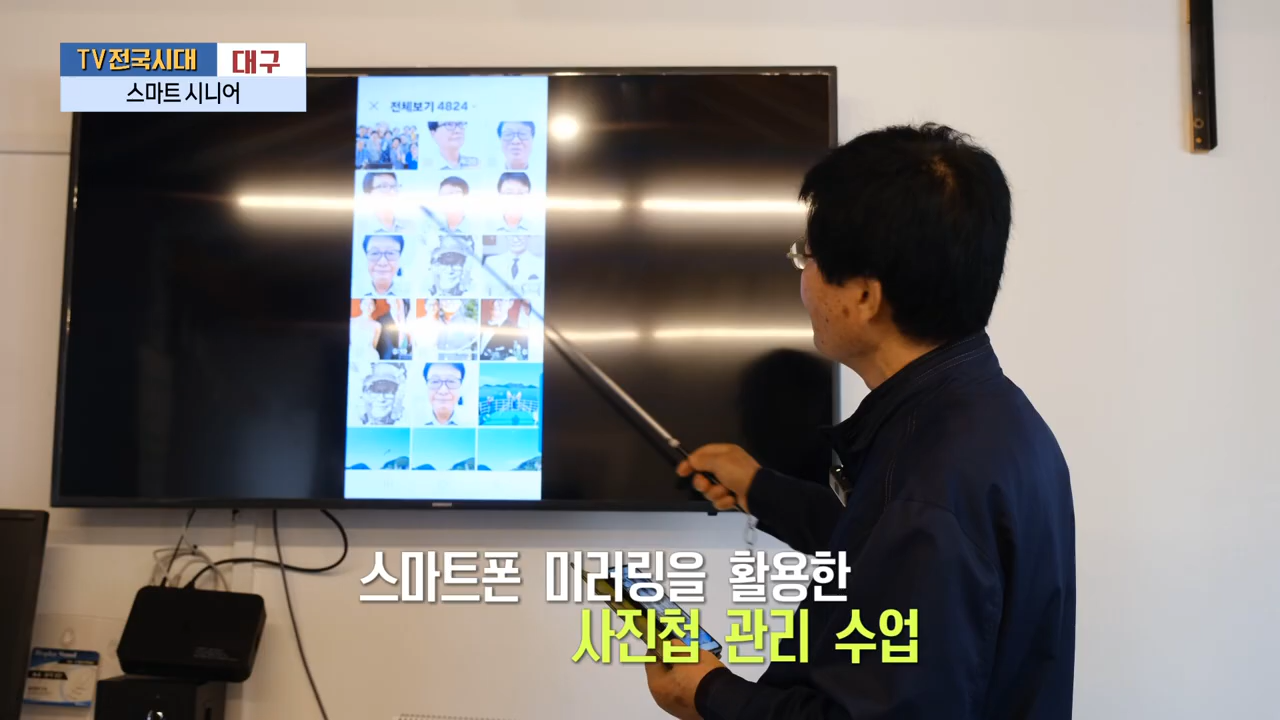 TV전국시대 대구
스마트 시니어
전체보기 4824
스마트폰 미러링을 활용한
사진첩 관리 수업